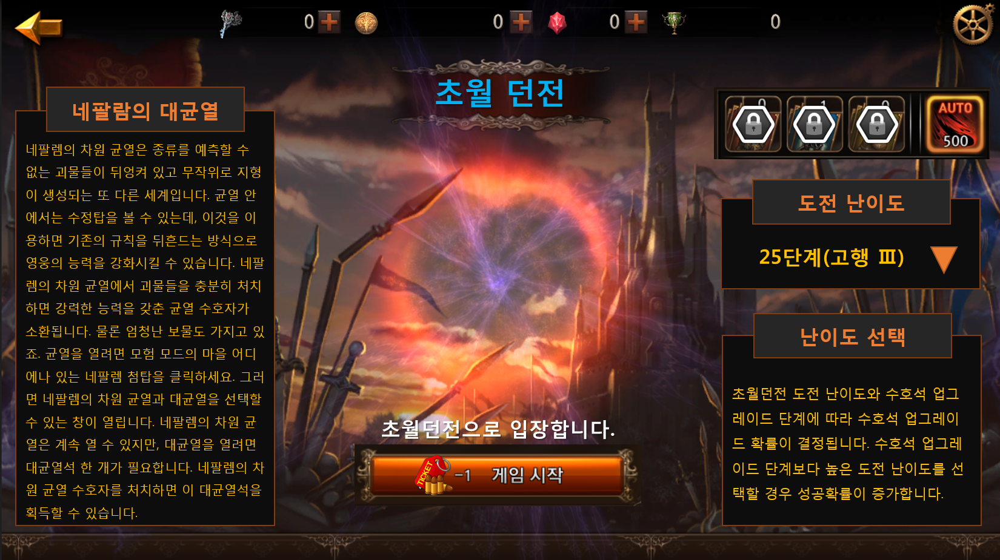 0
0
0
0
초월 던전
네팔람의 대균열
네팔렘의 차원 균열은 종류를 예측할 수
없는 괴물들이 뒤엉켜 있고 무작위로 지형
이 생성되는 또 다른 세계입니다. 균열 안
에서는 수정탑을 볼 수 있는데, 이것을 이
용하면 기존의 규칙을 뒤흔드는 방식으로
영웅의 능력을 강화시킬 수 있습니다. 네팔
렘의 차원 균열에서 괴물들을 충분히 처치
하면 강력한 능력을 갖춘 균열 수호자가
소환됩니다. 물론 엄청난 보물도 가지고 있
죠. 균열을 열려면 모험 모드의 마을 어디
에나 있는 네팔렘 첨탑을 클릭하세요. 그러
면 네팔렘의 차원 균열과 대균열을 선택할
수 있는 창이 열립니다. 네팔렘의 차원 균
열은 계속 열 수 있지만, 대균열을 열려면
대균열석 한 개가 필요합니다. 네팔렘의 차
원 균열 수호자를 처치하면 이 대균열석을
획득할 수 있습니다.
초월던전으로 입장합니다.
TICKET
-1 게임 시작
AUTO
500
도전 난이도
25단계(고행 Ⅲ)
난이도 선택
초월던전 도전 난이도와 수호석 업그
레이드 단계에 따라 수호석 업그레이
드 확률이 결정됩니다. 수호석 업그레
이드 단계보다 높은 도전 난이도를 선
택할 경우 성공확률이 증가합니다.